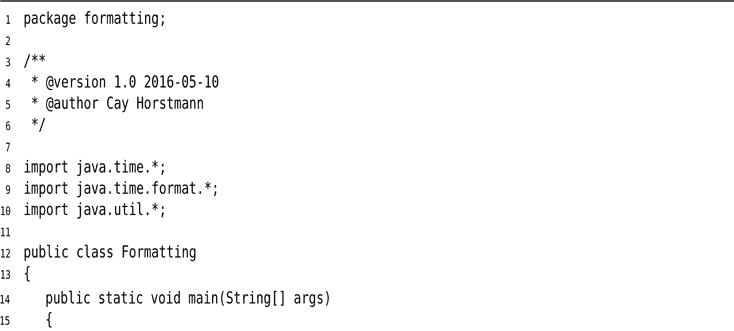 1 package formatting;
2
3 /**
4  * @version 1.0 2016-05-10
5  * @author Cay Horstmann
6  */
7
8 import java.time.*;
9 import java.time.format.*;
10 import java.util.*;
11
12 public class Formatting
13 {
14    public static void main(String[] args)
15    {